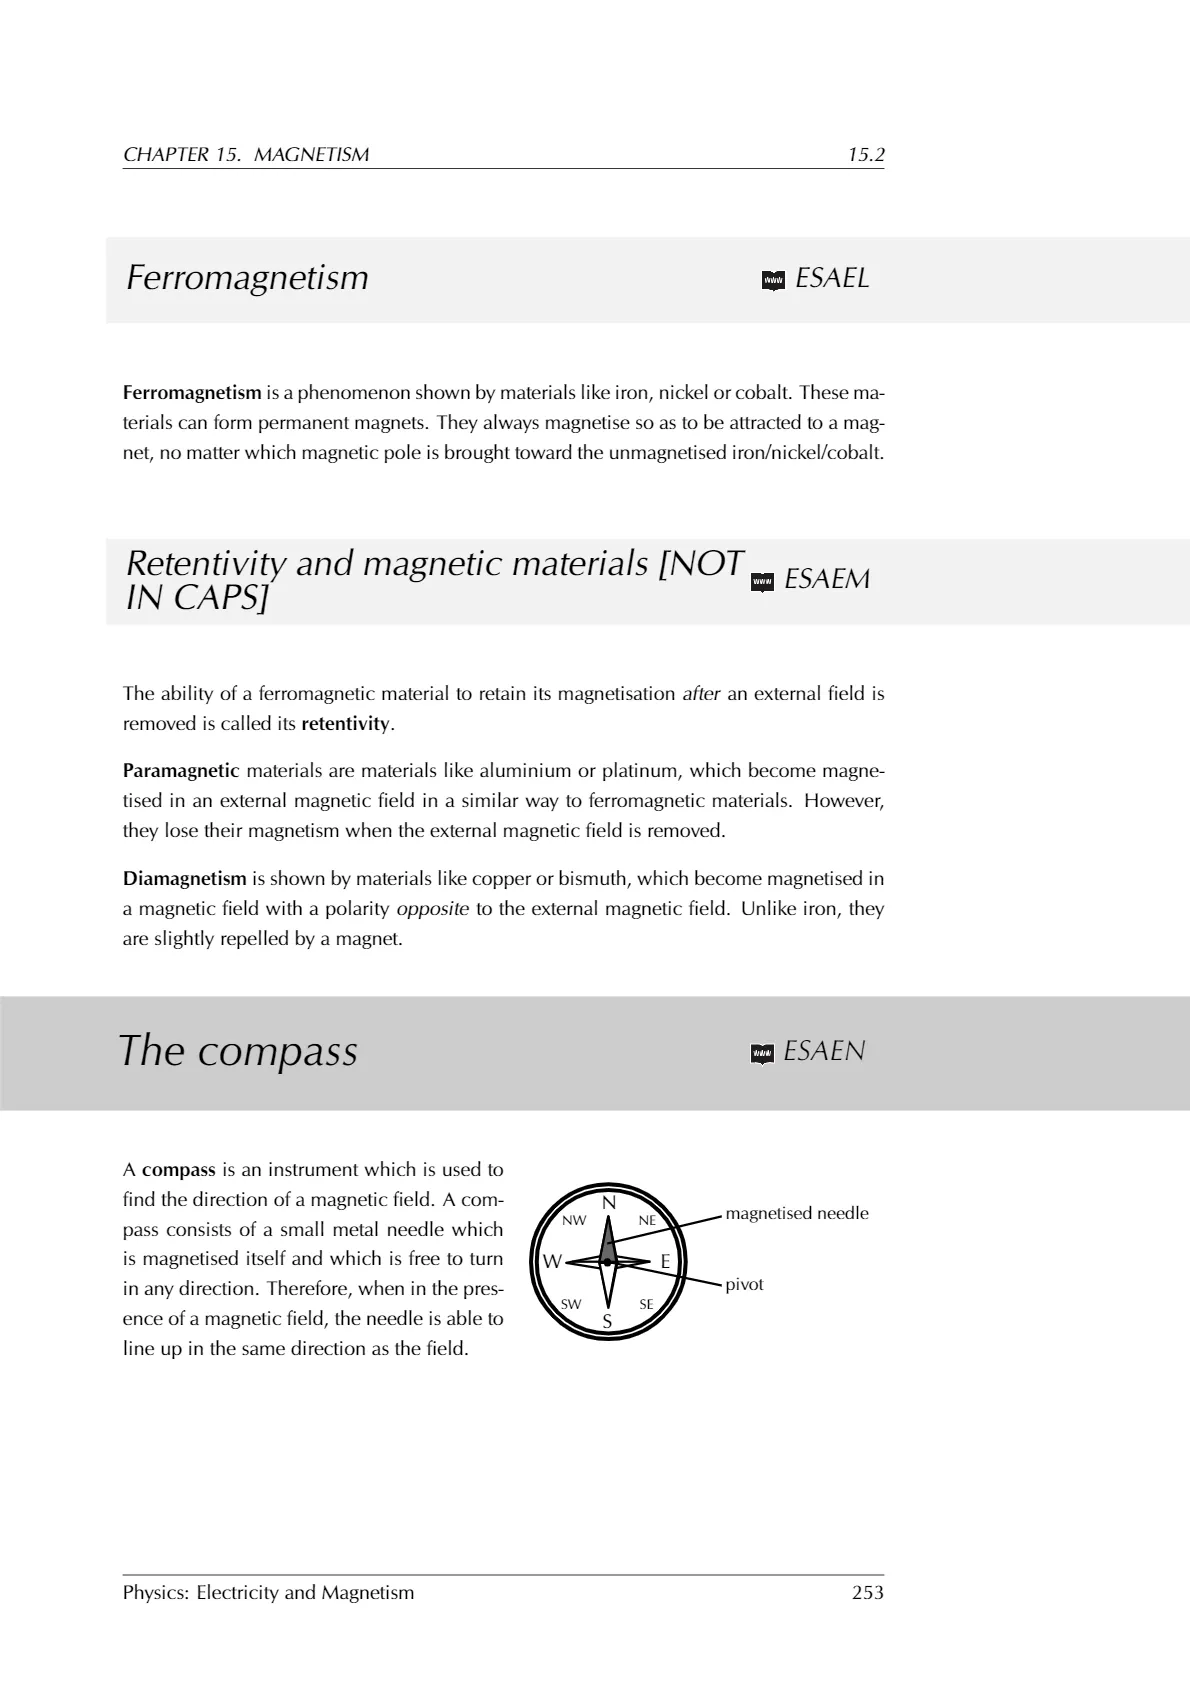 CHAPTER 15. MAGNETISM 15.2
Ferromagnetism www ESAEL
Ferromagnetism is a phenomenon shown by materials like iron, nickel or cobalt. These ma-
terials can form permanent magnets. They always magnetise so as to be attracted to a mag-
net, no matter which magnetic pole is brought toward the unmagnetised iron/nickel/cobalt.
Retentivity and magnetic materials [NOT
IN CAPS] www ESAEM
The ability of a ferromagnetic material to retain its magnetisation after an external field is
removed is called its retentivity.
Paramagnetic materials are materials like aluminium or platinum, which become magne-
tised in an external magnetic field in a similar way to ferromagnetic materials. However,
they lose their magnetism when the external magnetic field is removed.
Diamagnetism is shown by materials like copper or bismuth, which become magnetised in
a magnetic field with a polarity opposite to the external magnetic field. Unlike iron, they
are slightly repelled by a magnet.
The compass www ESAEN
A compass is an instrument which is used to
find the direction of a magnetic field. A com-
pass consists of a small metal needle which
is magnetised itself and which is free to turn
in any direction. Therefore, when in the pres-
ence of a magnetic field, the needle is able to
line up in the same direction as the field.
N
NW NE
W E
SW SE
S
magnetised needle
pivot
Physics: Electricity and Magnetism 253